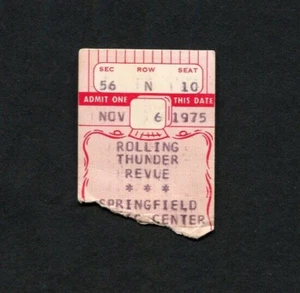 SEC ROW SEAT
56 N 10
ADMIT ONE THIS DATE
NOV 6 1975
ROLLING
THUNDER
REVUE
* * *
SPRINGFIELD
CENTER